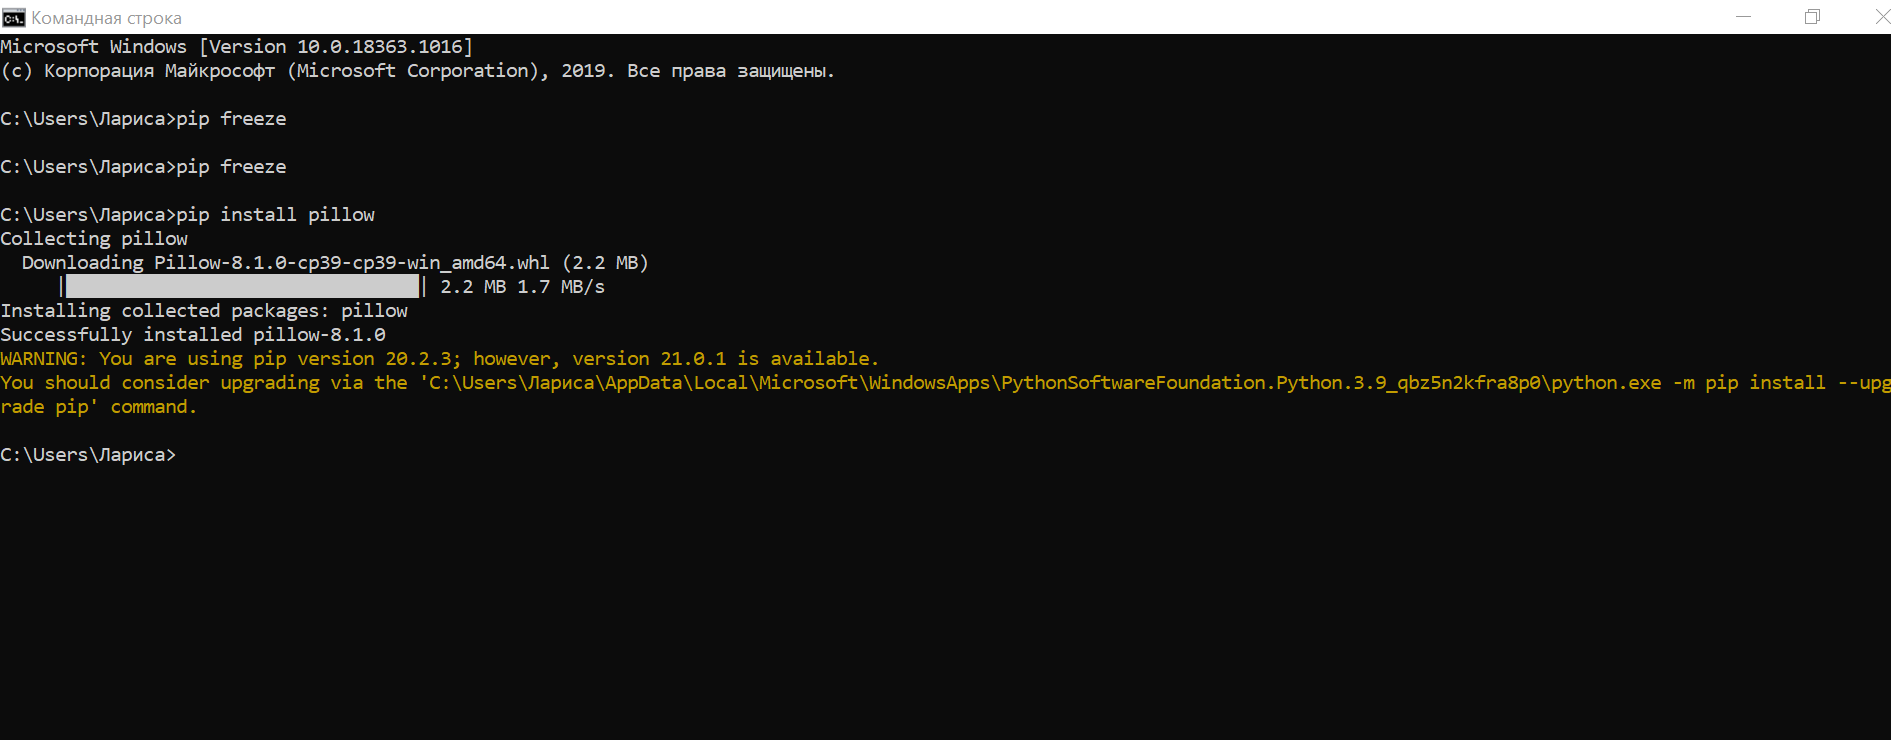 Командная строка
Microsoft Windows [Version 10.0.18363.1016]
(c) Корпорация Майкрософт (Microsoft Corporation), 2019. Все права защищены.
C:\Users\Лариса>pip freeze
C:\Users\Лариса>pip freeze
C:\Users\Лариса>pip install pillow
Collecting pillow
  Downloading Pillow-8.1.0-cp39-cp39-win_amd64.whl (2.2 MB)
     |████████████████████████████████| 2.2 MB 1.7 MB/s
Installing collected packages: pillow
Successfully installed pillow-8.1.0
WARNING: You are using pip version 20.2.3; however, version 21.0.1 is available.
You should consider upgrading via the 'C:\Users\Лариса\AppData\Local\Microsoft\WindowsApps\PythonSoftwareFoundation.Python.3.9_qbz5n2kfra8p0\python.exe -m pip install --upg
rade pip' command.
C:\Users\Лариса>